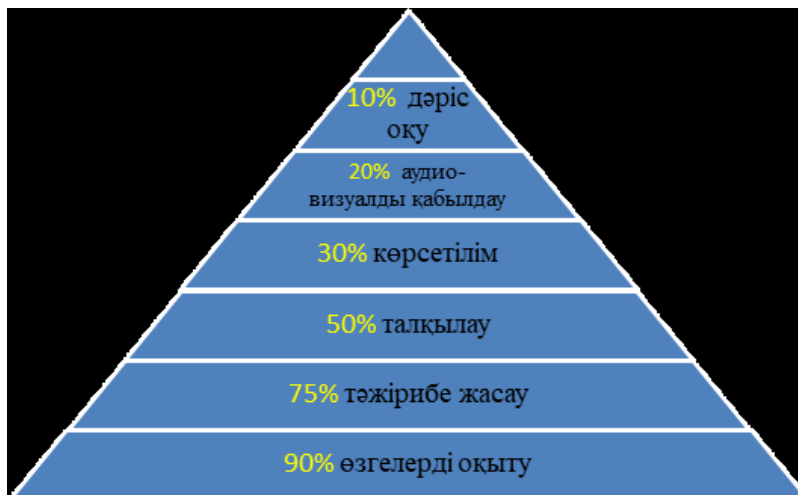 10% дәріс
оқу
20% аудио-
визуалды қабылдау
30% көрсетілім
50% талқылау
75% тәжірибе жасау
90% өзгелерді оқыту